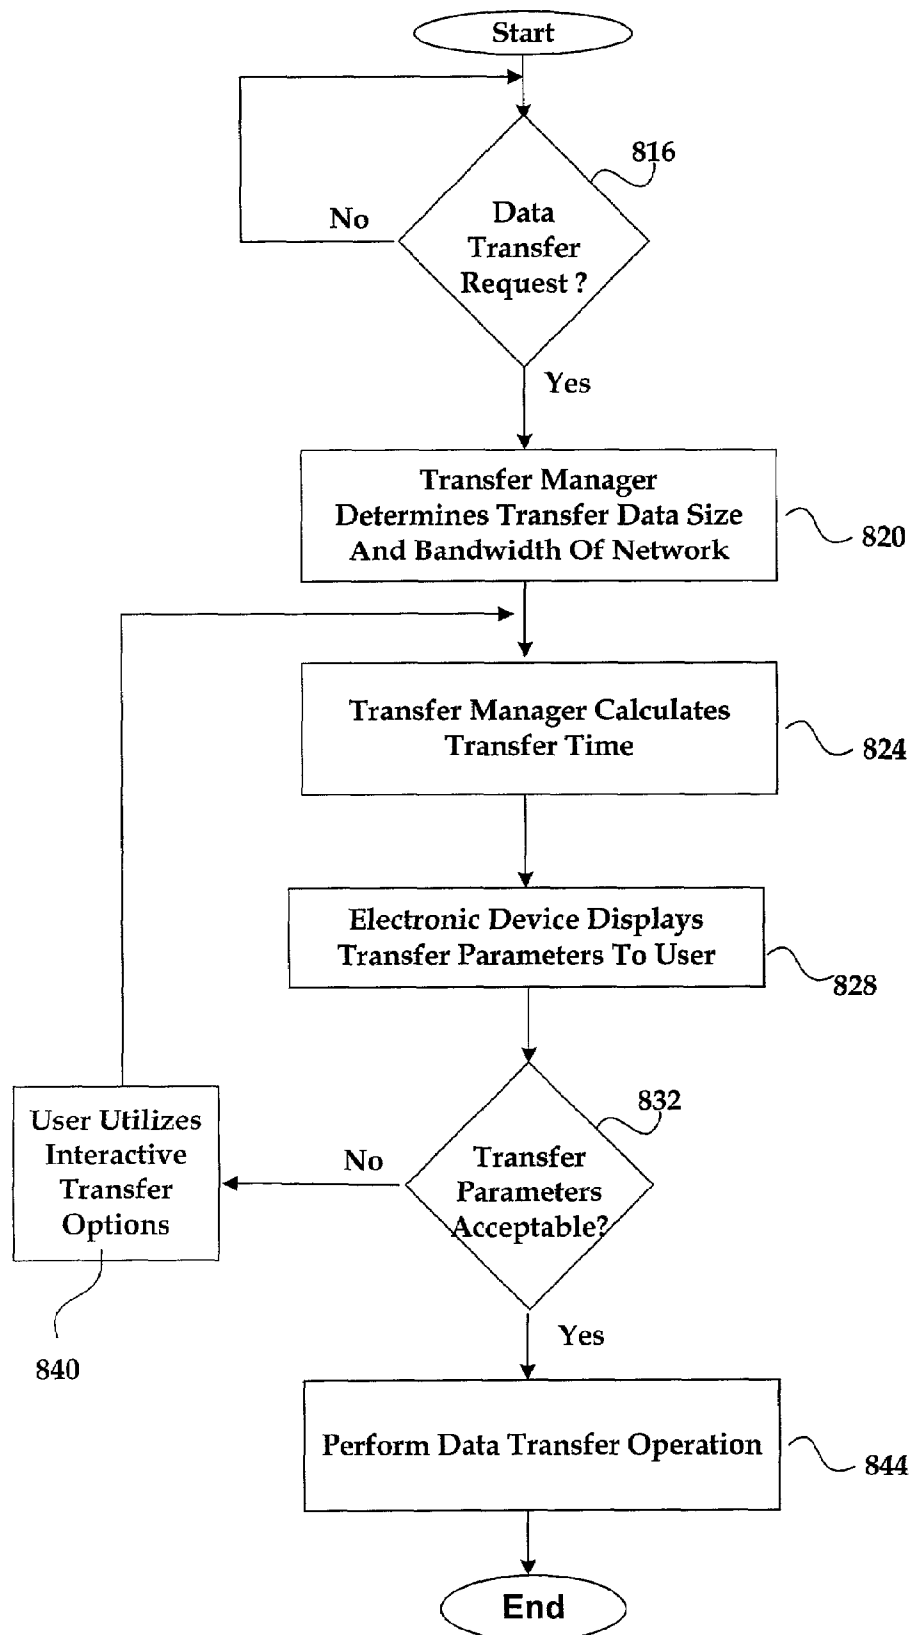 Start
816
Data
Transfer
Request ?
No
Yes
Transfer Manager
Determines Transfer Data Size
And Bandwidth Of Network
820
Transfer Manager Calculates
Transfer Time
824
Electronic Device Displays
Transfer Parameters To User
828
832
Transfer
Parameters
Acceptable?
No
User Utilizes
Interactive
Transfer
Options
840
Yes
Perform Data Transfer Operation
844
End